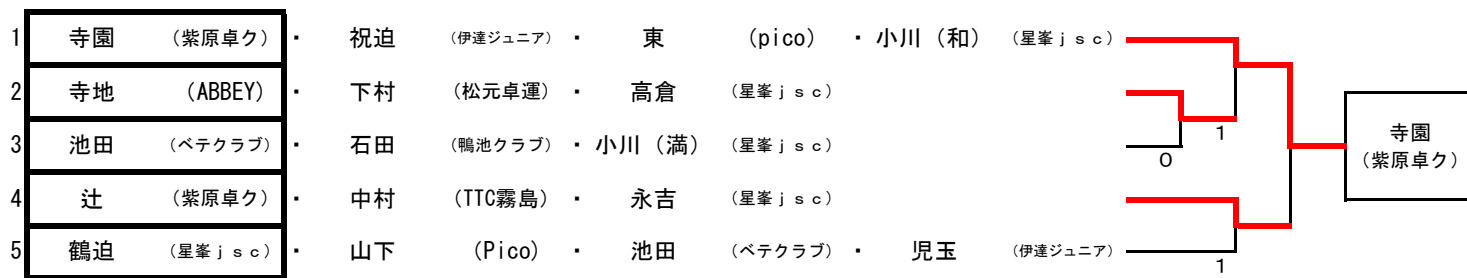 1 寺園 (紫原卓ク) ・ 祝迫 (伊達ジュニア) ・ 東 (pico) ・ 小川(和) (星峯ｊｓｃ)
2 寺地 (ABBEY) ・ 下村 (松元卓運) ・ 高倉 (星峯ｊｓｃ)
1
3 池田 (ベテクラブ) ・ 石田 (鴨池クラブ) ・ 小川(満) (星峯ｊｓｃ)
0
寺園
(紫原卓ク)
4 辻 (紫原卓ク) ・ 中村 (TTC霧島) ・ 永吉 (星峯ｊｓｃ)
5 鶴迫 (星峯ｊｓｃ) ・ 山下 (Pico) ・ 池田 (ベテクラブ) ・ 児玉 (伊達ジュニア)
1